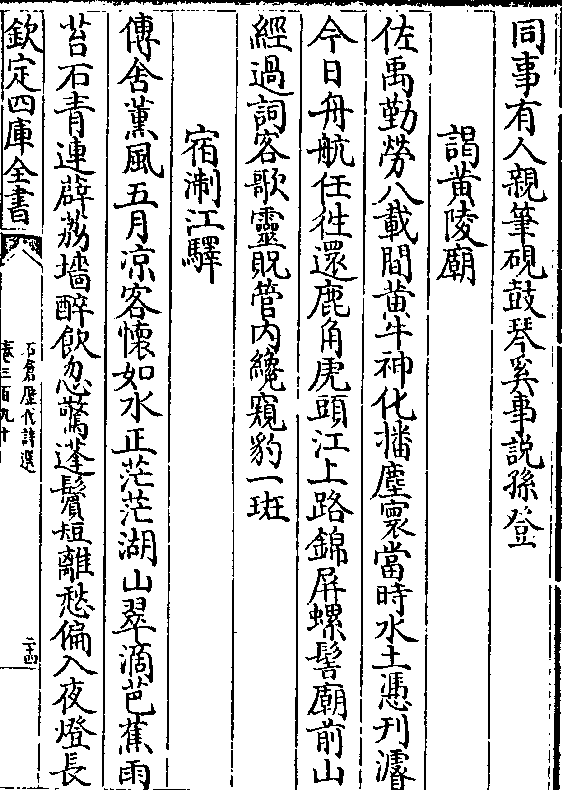 同事有人親筆硯鼓琴奚事説孫登
謁黄陵廟
佐禹勤勞八載間黄牛神化播塵寰當時水土憑刋濬
今日舟航任徃還鹿角虎頭江上路錦屏螺髻廟前山
經過詞客歌靈貺管内纔窺豹一斑
宿淛江驛
傳舍薰風五月凉客懷如水正茫茫湖山翠滴芭蕉雨
苔石青連薜荔墻醉飲忽驚蓬鬢短離愁偏入夜燈長
欽定四庫全書
石倉歷代詩選
卷三百九十
二十四